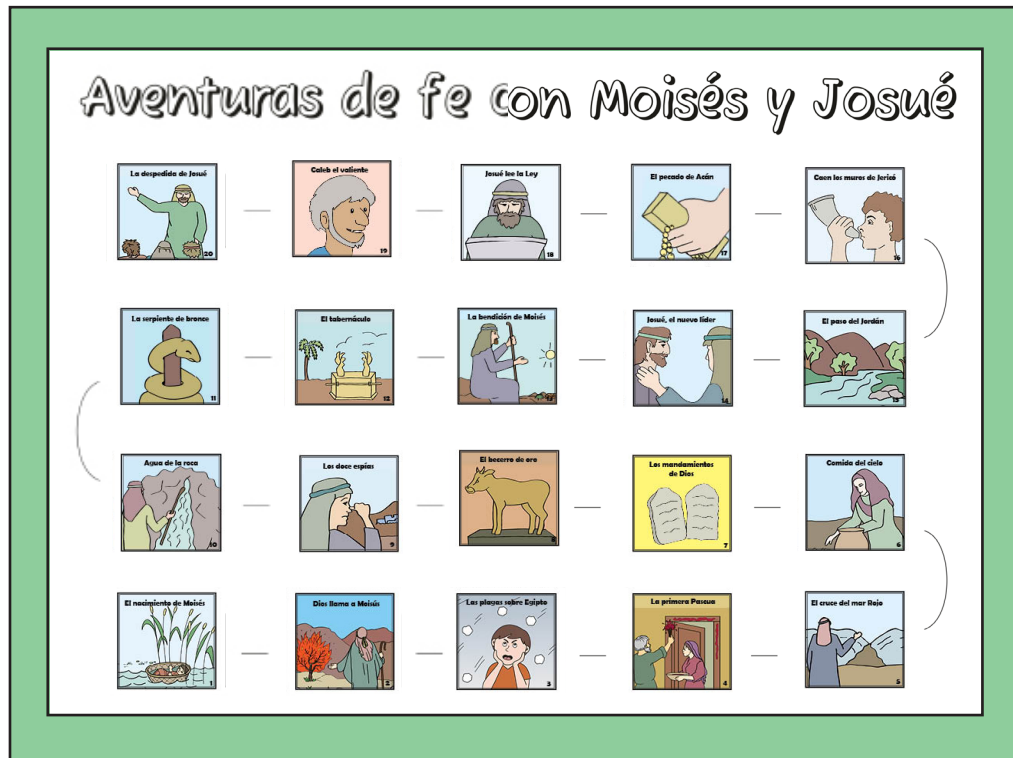 Aventuras de fe con Moisés y Josué
La despedida de Josué
20
Caleb el valiente
19
Josué lee la Ley
18
El pecado de Acán
17
Caen los muros de Jericó
16
La serpiente de bronce
11
El tabernáculo
12
La bendición de Moisés
13
Josué, el nuevo líder
14
El paso del Jordán
15
Agua de la roca
10
Los doce espías
9
El becerro de oro
8
Los mandamientos
de Dios
7
Comida del cielo
6
El nacimiento de Moisés
1
Dios llama a Moisés
2
Las plagas sobre Egipto
3
La primera Pascua
4
El cruce del mar Rojo
5